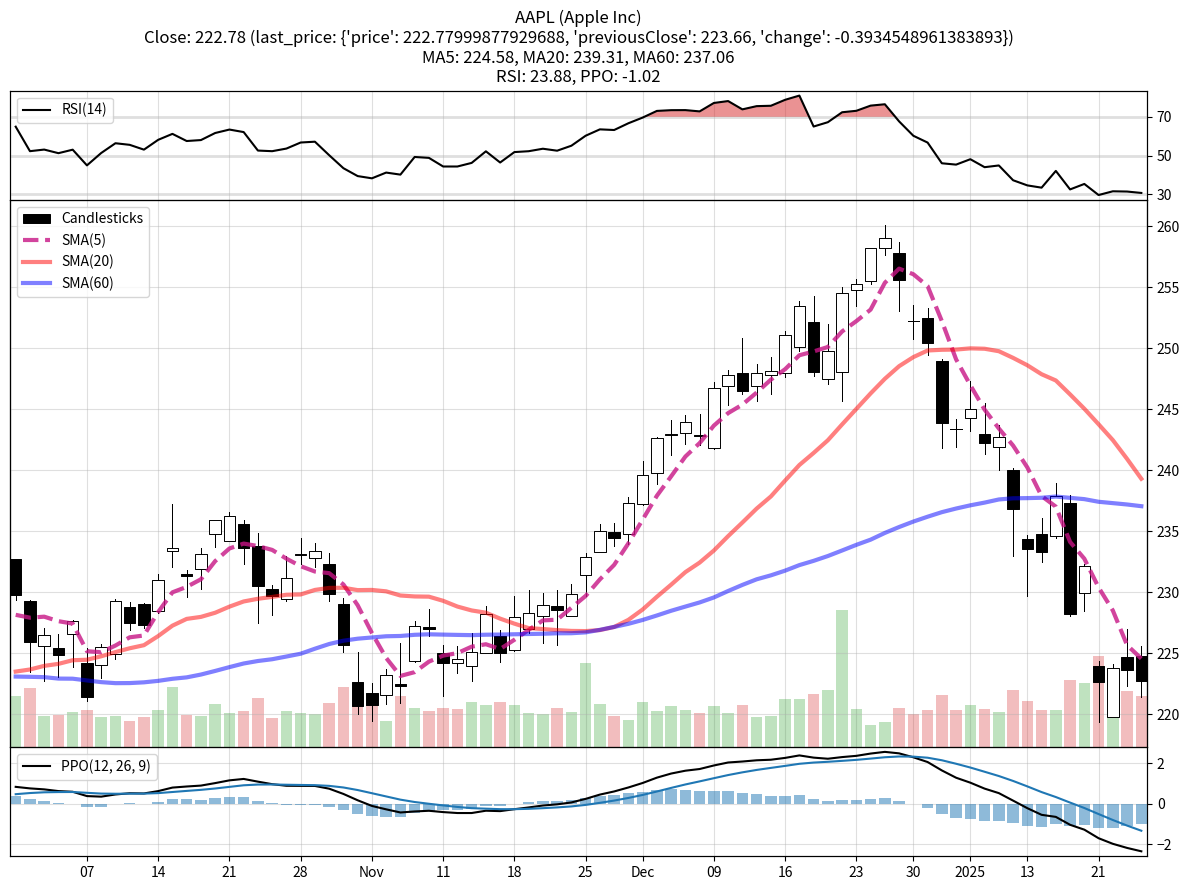 AAPL (Apple Inc)
Close: 222.78 (last_price: {'price': 222.77999877929688, 'previousClose': 223.66, 'change': -0.3934548961383893})
MA5: 224.58, MA20: 239.31, MA60: 237.06
RSI: 23.88, PPO: -1.02
RSI(14)
70
50
30
Candlesticks
SMA(5)
SMA(20)
SMA(60)
260
255
250
245
240
235
230
225
220
PPO(12, 26, 9)
2
0
−2
07 14 21 28 Nov 11 18 25 Dec 09 16 23 30 2025 13 21